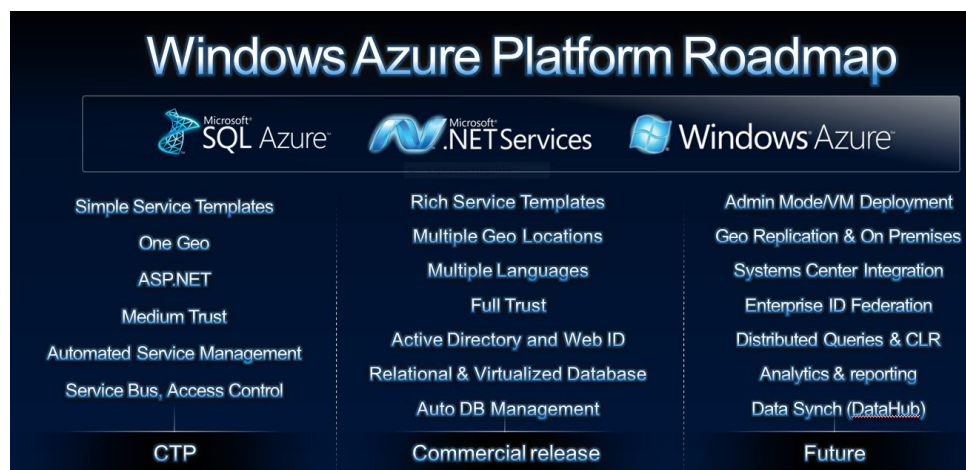 Windows Azure Platform Roadmap
Microsoft® SQL Azure™
Microsoft® .NET Services
Windows® Azure™
Simple Service Templates
One Geo
ASP.NET
Medium Trust
Automated Service Management
Service Bus, Access Control
CTP
Rich Service Templates
Multiple Geo Locations
Multiple Languages
Full Trust
Active Directory and Web ID
Relational & Virtualized Database
Auto DB Management
Commercial release
Admin Mode/VM Deployment
Geo Replication & On Premises
Systems Center Integration
Enterprise ID Federation
Distributed Queries & CLR
Analytics & reporting
Data Synch (DataHub)
Future